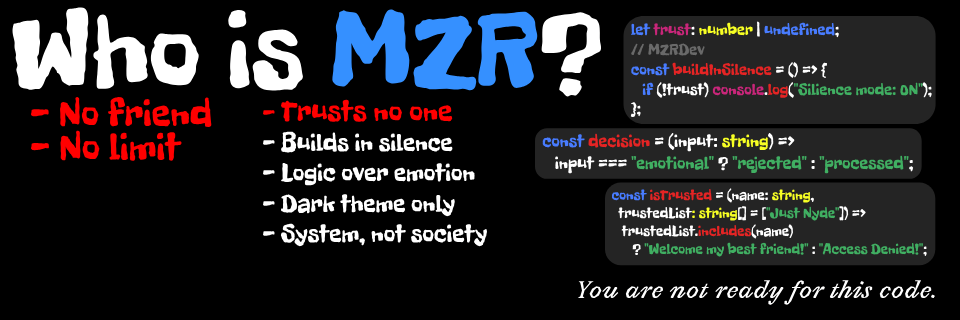 Who is MZR?
- No friend
- No limit
- Trusts no one
- Builds in silence
- Logic over emotion
- Dark theme only
- System, not society
let trust: number | undefined;
// MZRDev
const buildInSilence = () => {
if (!trust) console.log("Silience mode: ON");
};
const decision = (input: string) =>
input === "emotional" ? "rejected" : "processed";
const isTrusted = (name: string,
trustedList: string[] = ["Just Nyde"]) =>
trustedList.includes(name)
? "Welcome my best friend!" : "Access Denied!";
You are not ready for this code.